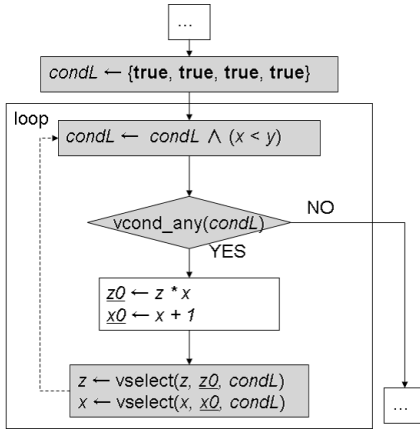 ...
condL ← {true, true, true, true}
loop
condL ← condL ∧ (x < y)
vcond_any(condL)
NO
YES
z0 ← z * x
x0 ← x + 1
z ← vselect(z, z0, condL)
x ← vselect(x, x0, condL)
...